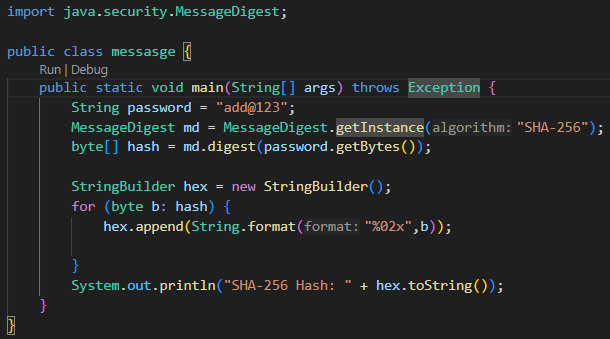 import java.security.MessageDigest;
public class messasge {
Run | Debug
public static void main(String[] args) throws Exception {
String password = "add@123";
MessageDigest md = MessageDigest.getInstance(algorithm: "SHA-256");
byte[] hash = md.digest(password.getBytes());
StringBuilder hex = new StringBuilder();
for (byte b: hash) {
hex.append(String.format(format: "%02x",b));
}
System.out.println("SHA-256 Hash: " + hex.toString());
}
}